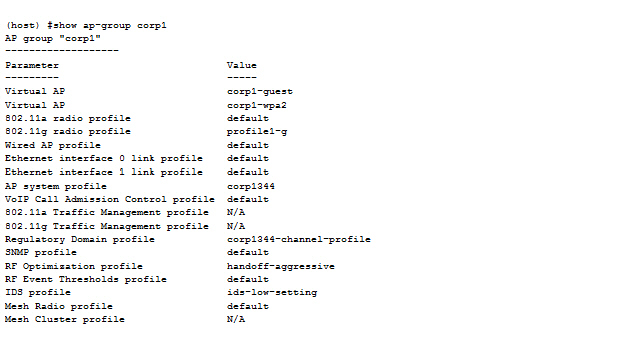 (host) $show ap-group corp1
AP group "corp1"
-------------------
Parameter Value
--------- -----
Virtual AP corp1-guest
Virtual AP corp1-wpa2
802.11a radio profile default
802.11g radio profile profile1-g
Wired AP profile default
Ethernet interface 0 link profile default
Ethernet interface 1 link profile default
AP system profile corp1344
VoIP Call Admission Control profile default
802.11a Traffic Management profile N/A
802.11g Traffic Management profile N/A
Regulatory Domain profile corp1344-channel-profile
SNMP profile default
RF Optimization profile handoff-aggressive
RF Event Thresholds profile default
IDS profile ids-low-setting
Mesh Radio profile default
Mesh Cluster profile N/A